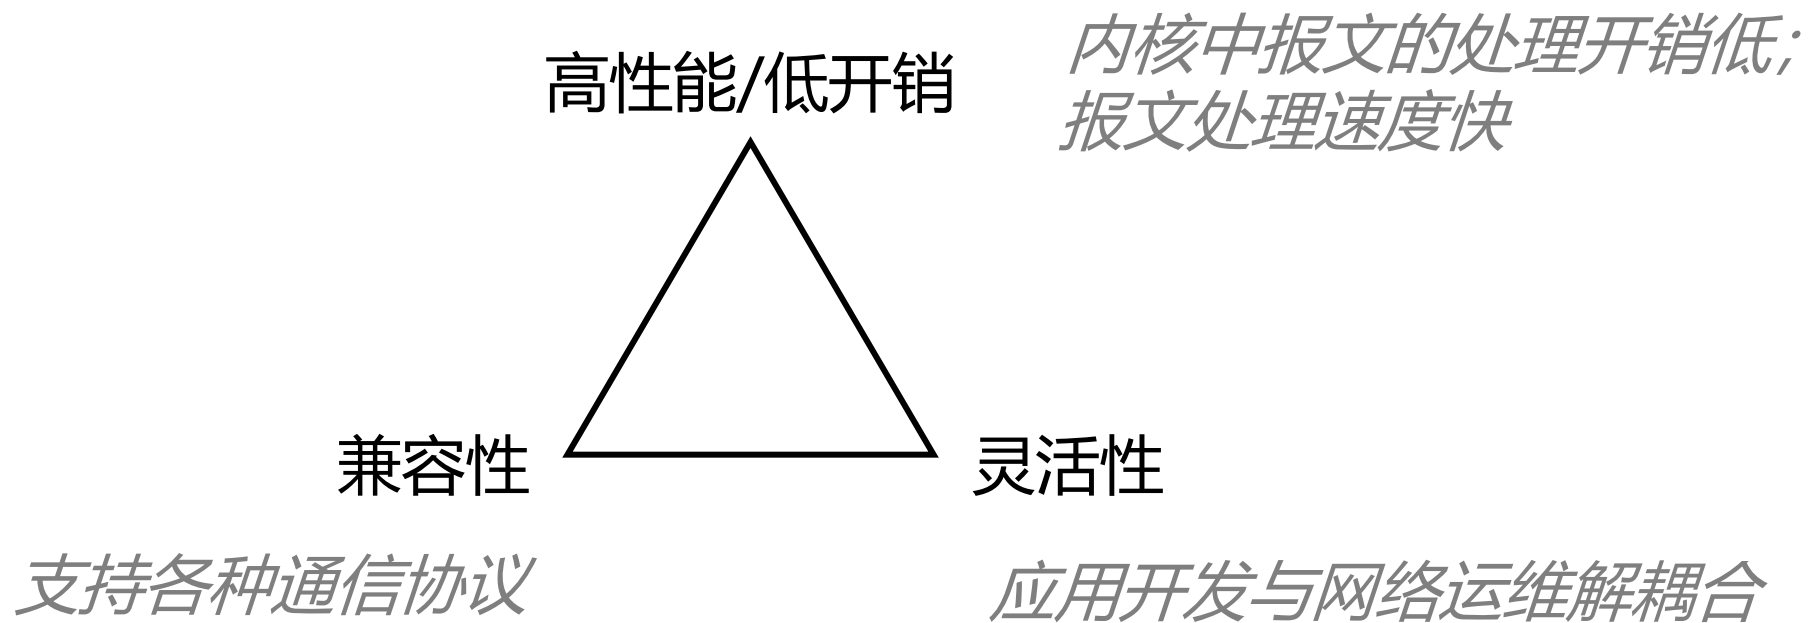 内核中报文的处理开销低；
报文处理速度快
高性能/低开销
兼容性
灵活性
支持各种通信协议
应用开发与网络运维解耦合